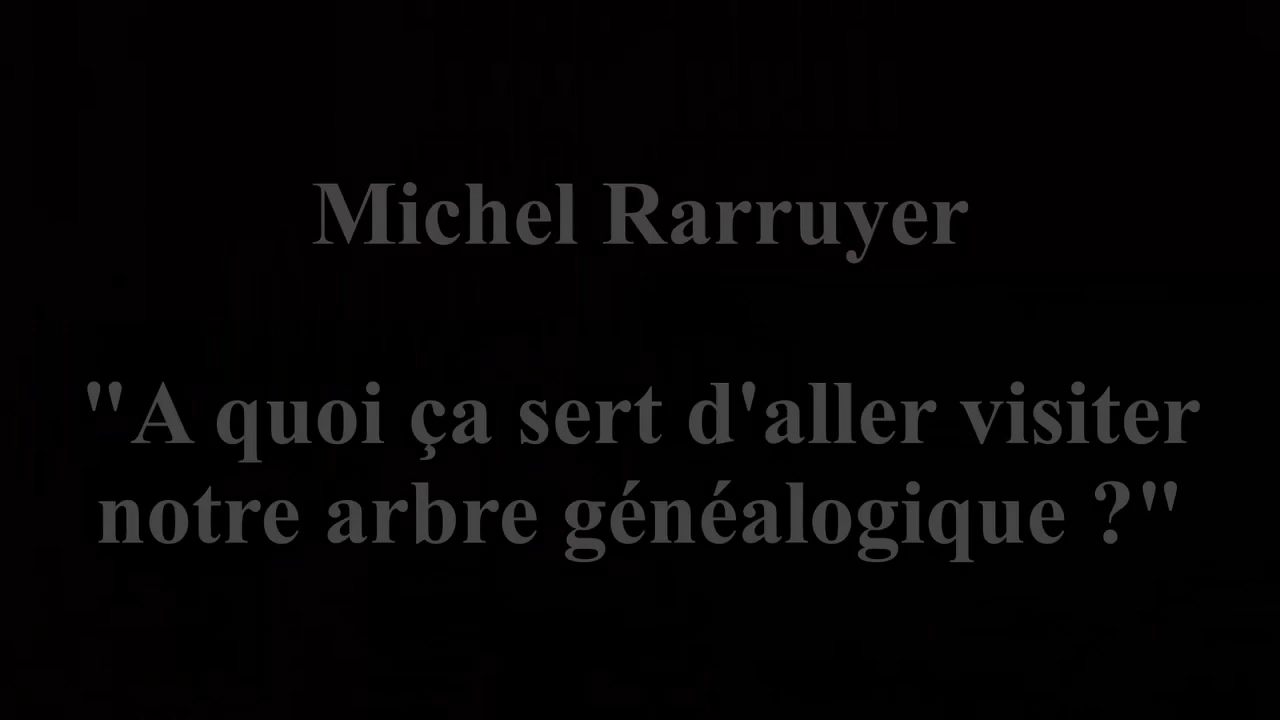 Michel Rarruyer
"A quoi ça sert d'aller visiter
notre arbre généalogique ?"